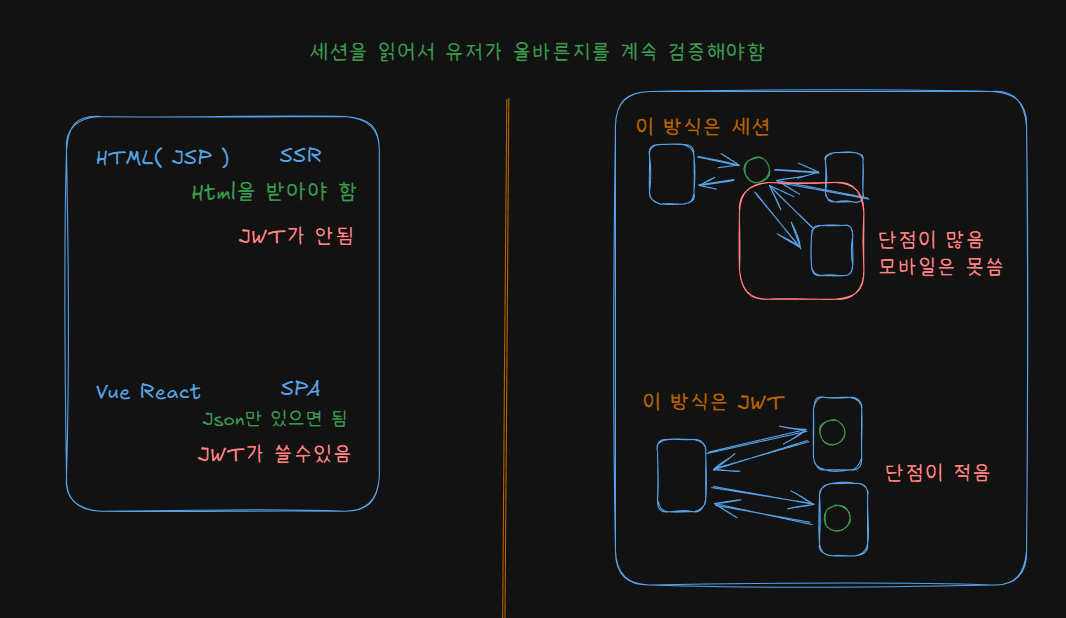 세션을 읽어서 유저가 올바른지를 계속 검증해야함
HTML( JSP ) SSR
Html을 받아야 함
JWT가 안됨
Vue React SPA
Json만 있으면 됨
JWT가 쓸수있음
이 방식은 세션
단점이 많음
모바일은 못씀
이 방식은 JWT
단점이 적음